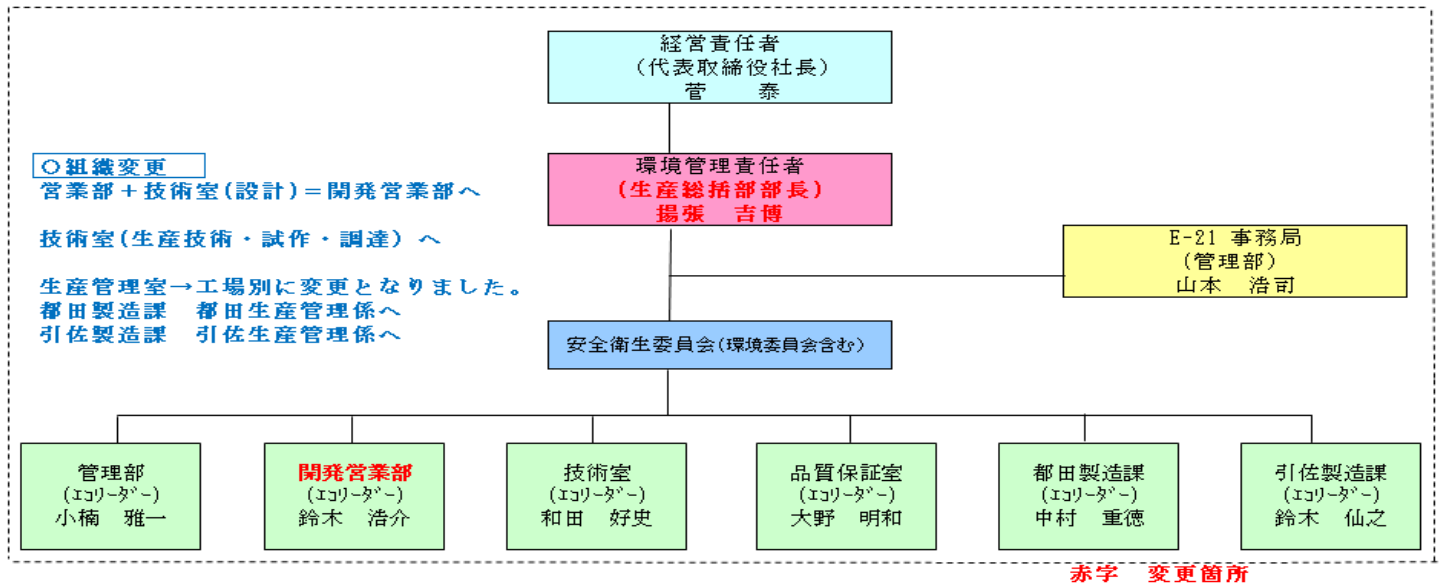 経営責任者
(代表取締役社長)
菅　　泰
環境管理責任者
(生産総括部部長)
揚張　吉博
〇組織変更
営業部＋技術室(設計)＝開発営業部へ
技術室(生産技術・試作・調達) へ
生産管理室→工場別に変更となりました。
都田製造課　都田生産管理係へ
引佐製造課　引佐生産管理係へ
E-21 事務局
(管理部)
山本　浩司
安全衛生委員会(環境委員会含む)
管理部
(ｴｺﾘｰﾀﾞｰ)
小楠　雅一
開発営業部
(ｴｺﾘｰﾀﾞｰ)
鈴木　浩介
技術室
(ｴｺﾘｰﾀﾞｰ)
和田　好史
品質保証室
(ｴｺﾘｰﾀﾞｰ)
大野　明和
都田製造課
(ｴｺﾘｰﾀﾞｰ)
中村　重徳
引佐製造課
(ｴｺﾘｰﾀﾞｰ)
鈴木　仙之
赤字　変更箇所